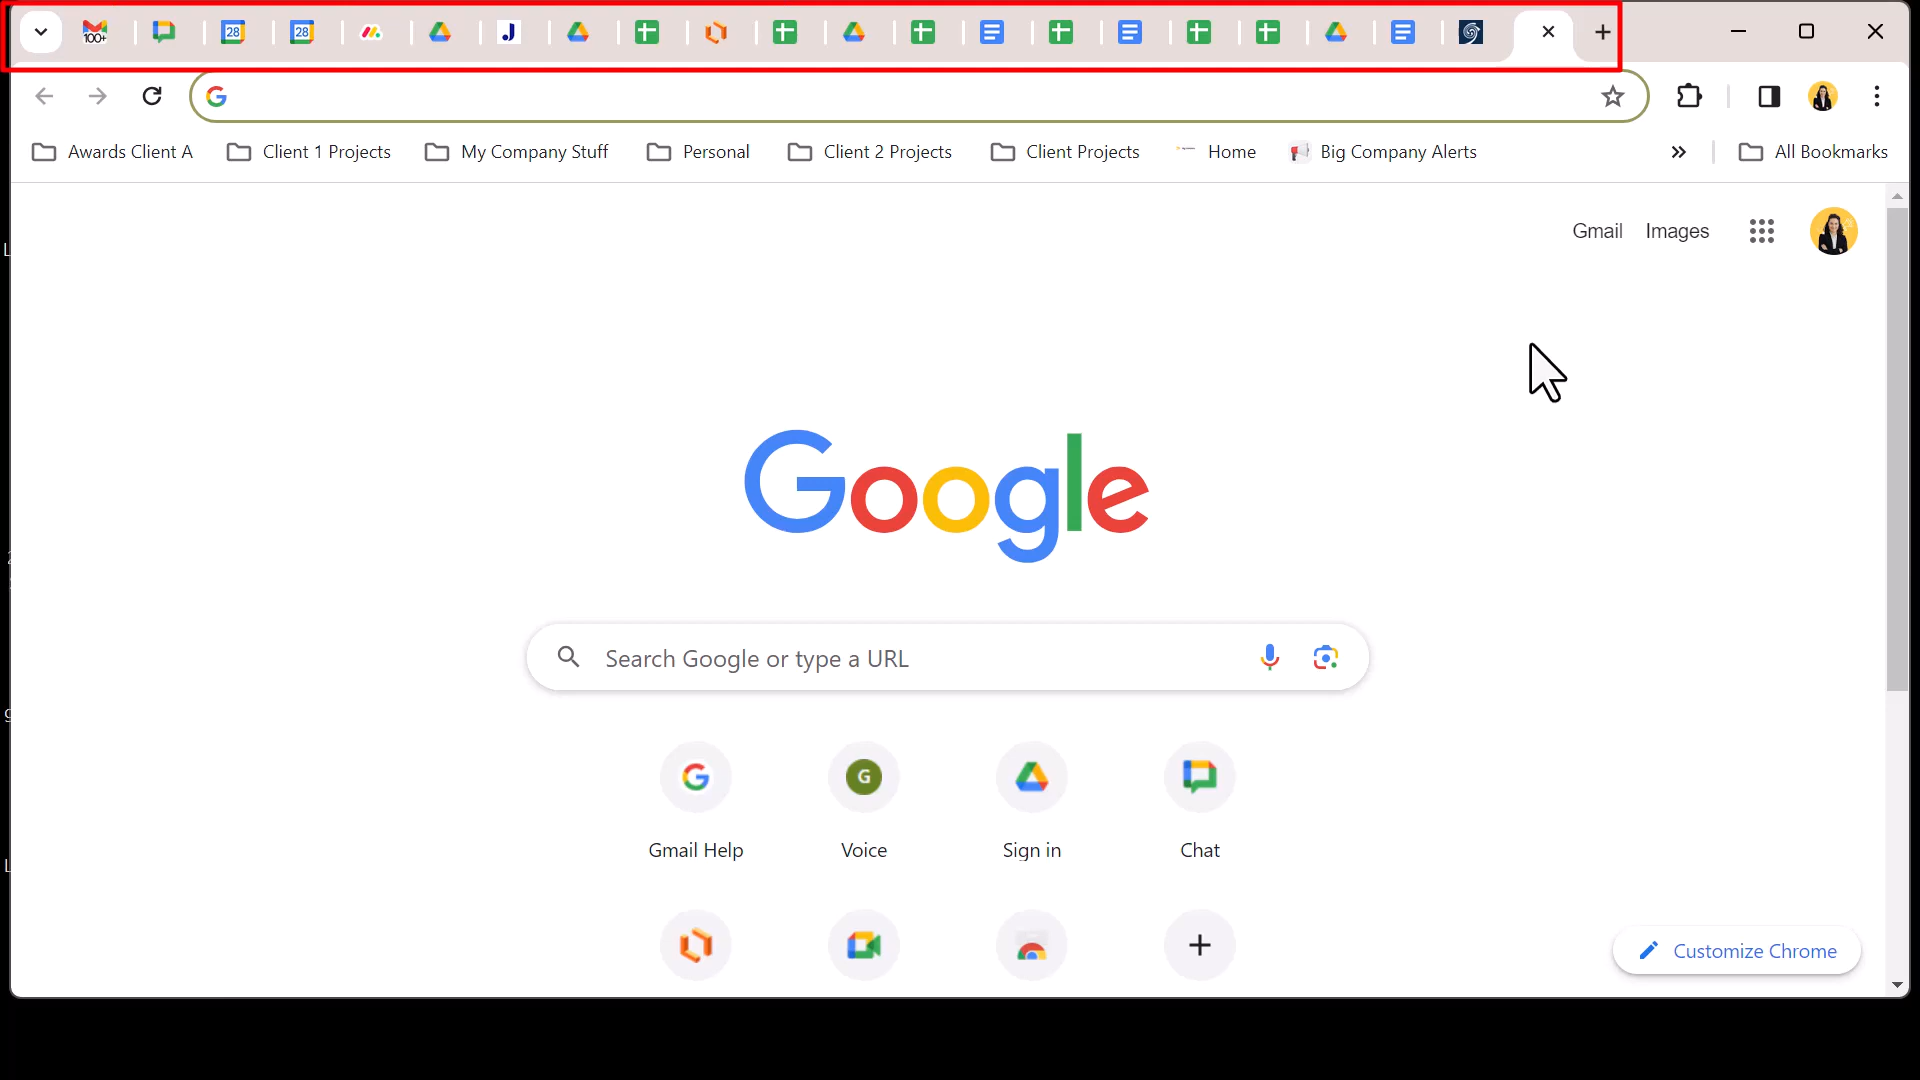 100+
28
28
J
Awards Client A
Client 1 Projects
My Company Stuff
Personal
Client 2 Projects
Client Projects
Home
Big Company Alerts
All Bookmarks
Gmail
Images
Google
Search Google or type a URL
G
Gmail Help
Voice
Sign in
Chat
Customize Chrome